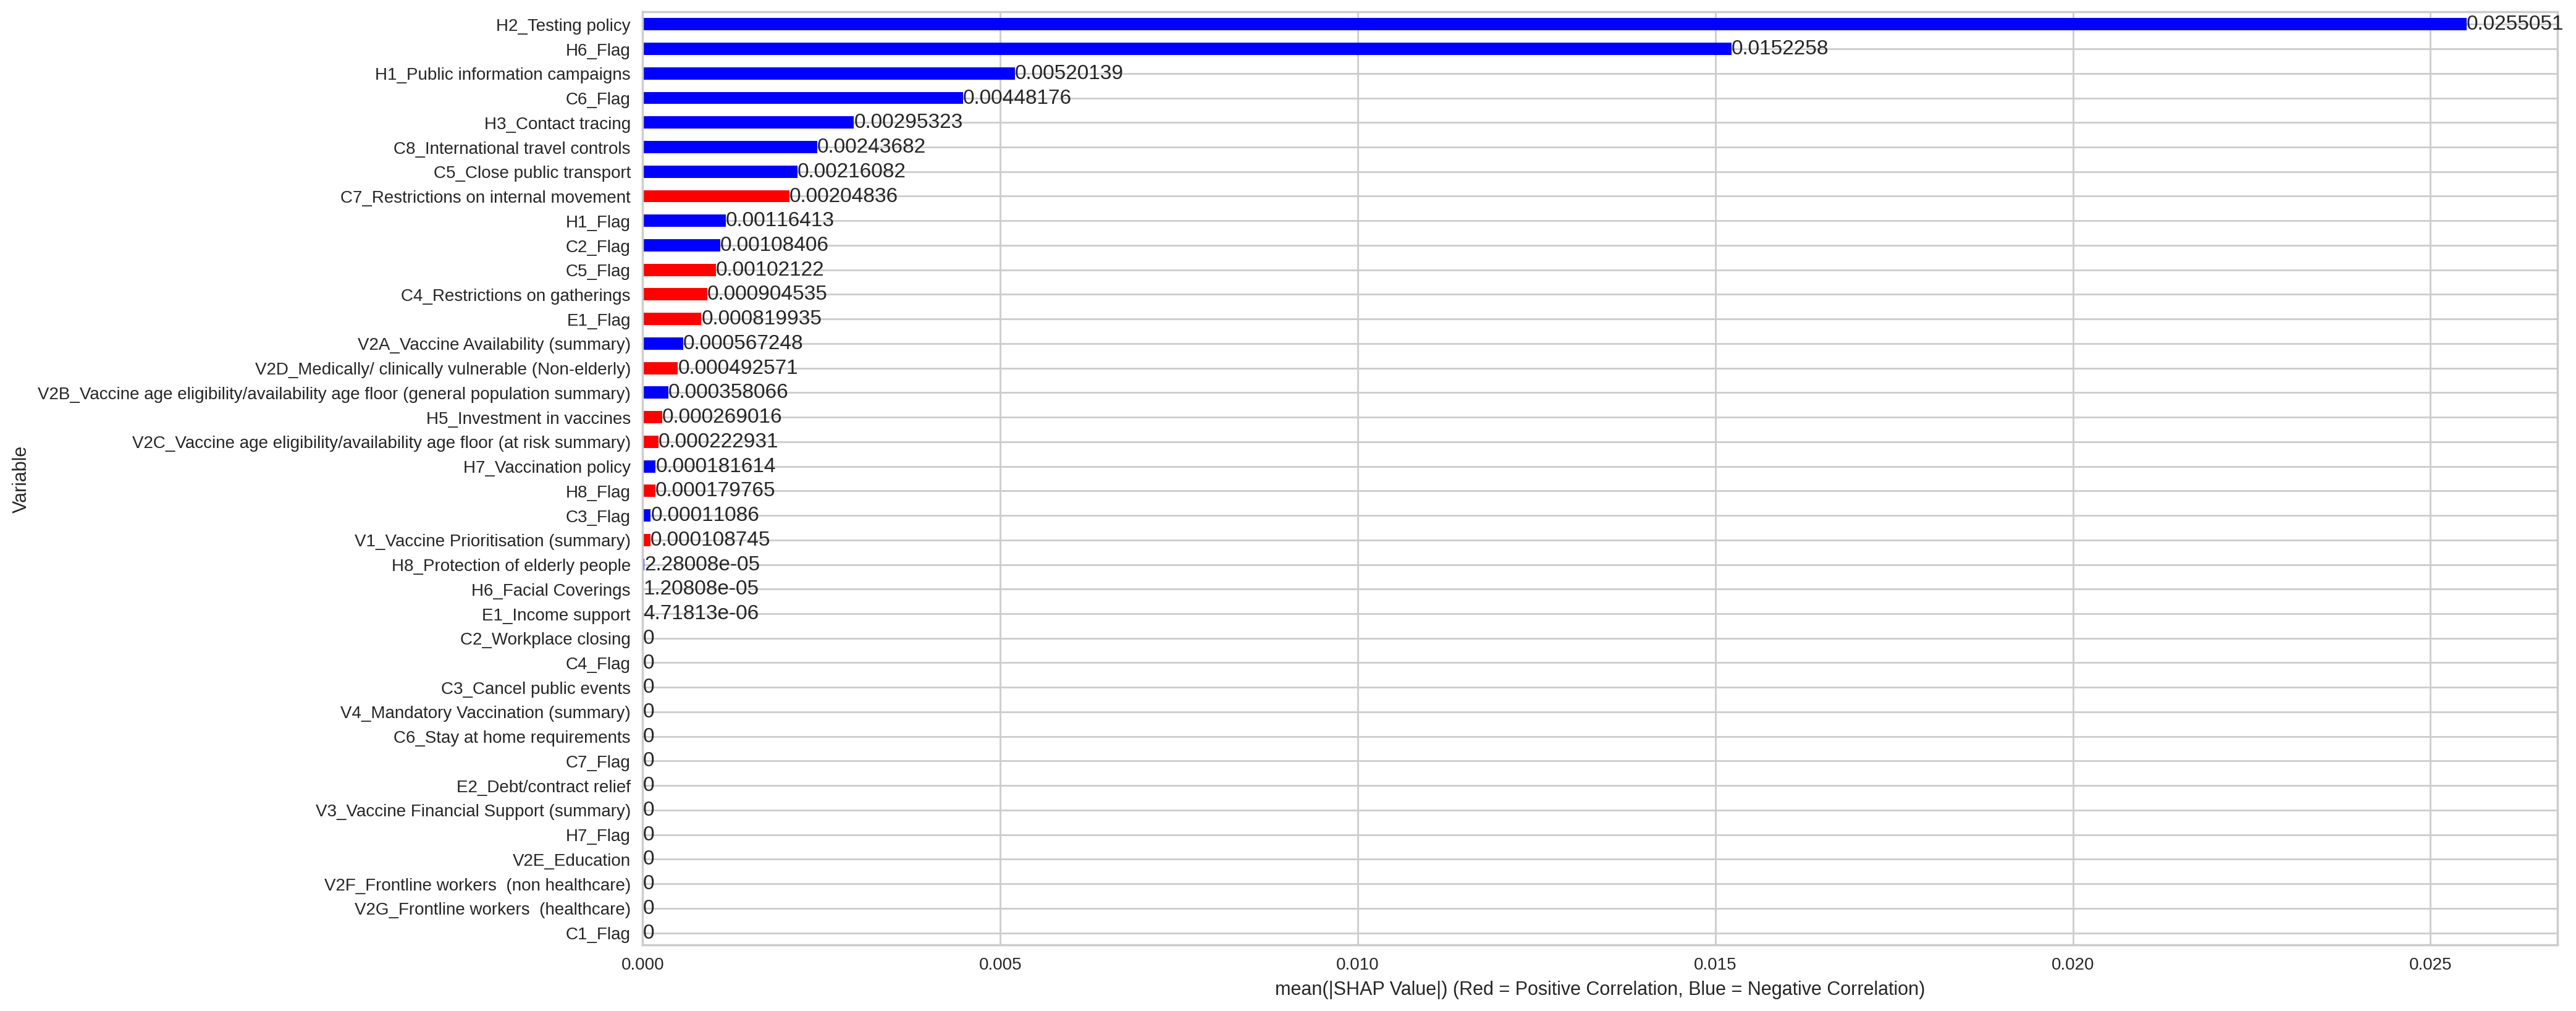 H2_Testing policy 0.0255051
H6_Flag 0.0152258
H1_Public information campaigns 0.00520139
C6_Flag 0.00448176
H3_Contact tracing 0.00295323
C8_International travel controls 0.00243682
C5_Close public transport 0.00216082
C7_Restrictions on internal movement 0.00204836
H1_Flag 0.00116413
C2_Flag 0.00108406
C5_Flag 0.00102122
C4_Restrictions on gatherings 0.000904535
E1_Flag 0.000819935
V2A_Vaccine Availability (summary) 0.000567248
V2D_Medically/ clinically vulnerable (Non-elderly) 0.000492571
V2B_Vaccine age eligibility/availability age floor (general population summary) 0.000358066
H5_Investment in vaccines 0.000269016
V2C_Vaccine age eligibility/availability age floor (at risk summary) 0.000222931
H7_Vaccination policy 0.000181614
H8_Flag 0.000179765
C3_Flag 0.00011086
V1_Vaccine Prioritisation (summary) 0.000108745
H8_Protection of elderly people 2.28008e-05
H6_Facial Coverings 1.20808e-05
E1_Income support 4.71813e-06
C2_Workplace closing 0
C4_Flag 0
C3_Cancel public events 0
V4_Mandatory Vaccination (summary) 0
C6_Stay at home requirements 0
C7_Flag 0
E2_Debt/contract relief 0
V3_Vaccine Financial Support (summary) 0
H7_Flag 0
V2E_Education 0
V2F_Frontline workers  (non healthcare) 0
V2G_Frontline workers  (healthcare) 0
C1_Flag 0
Variable
0.000 0.005 0.010 0.015 0.020 0.025
mean(|SHAP Value|) (Red = Positive Correlation, Blue = Negative Correlation)